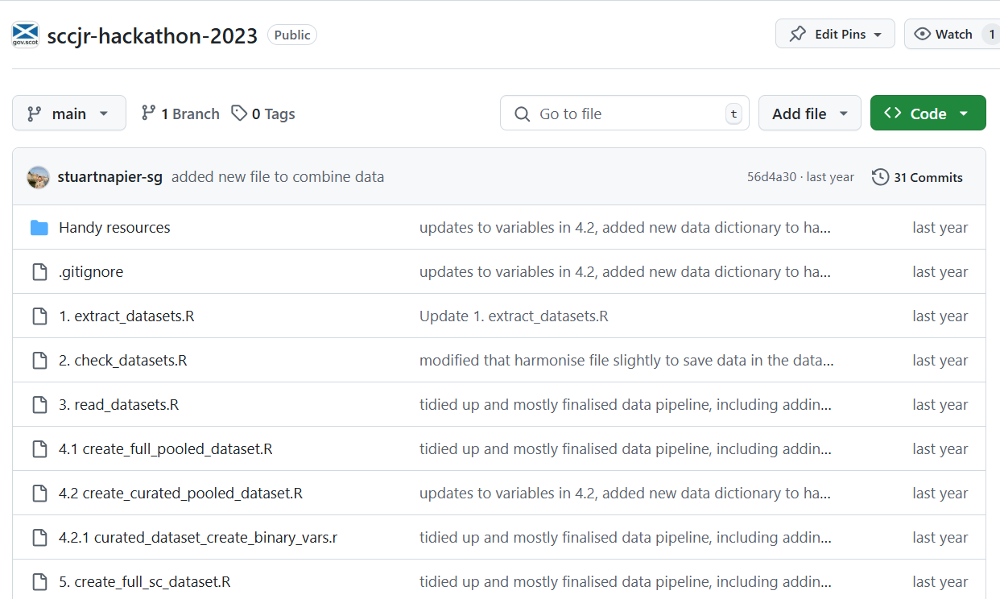 gov.scot
sccjr-hackathon-2023 Public Edit Pins Watch 1
main 1 Branch 0 Tags Go to file t Add file Code
stuartnapier-sg added new file to combine data 56d4a30 · last year 31 Commits
Handy resources updates to variables in 4.2, added new data dictionary to ha... last year
.gitignore updates to variables in 4.2, added new data dictionary to ha... last year
1. extract_datasets.R Update 1. extract_datasets.R last year
2. check_datasets.R modified that harmonise file slightly to save data in the data... last year
3. read_datasets.R tidied up and mostly finalised data pipeline, including addin... last year
4.1 create_full_pooled_dataset.R tidied up and mostly finalised data pipeline, including addin... last year
4.2 create_curated_pooled_dataset.R updates to variables in 4.2, added new data dictionary to ha... last year
4.2.1 curated_dataset_create_binary_vars.r tidied up and mostly finalised data pipeline, including addin... last year
5. create_full_sc_dataset.R tidied up and mostly finalised data pipeline, including addin... last year